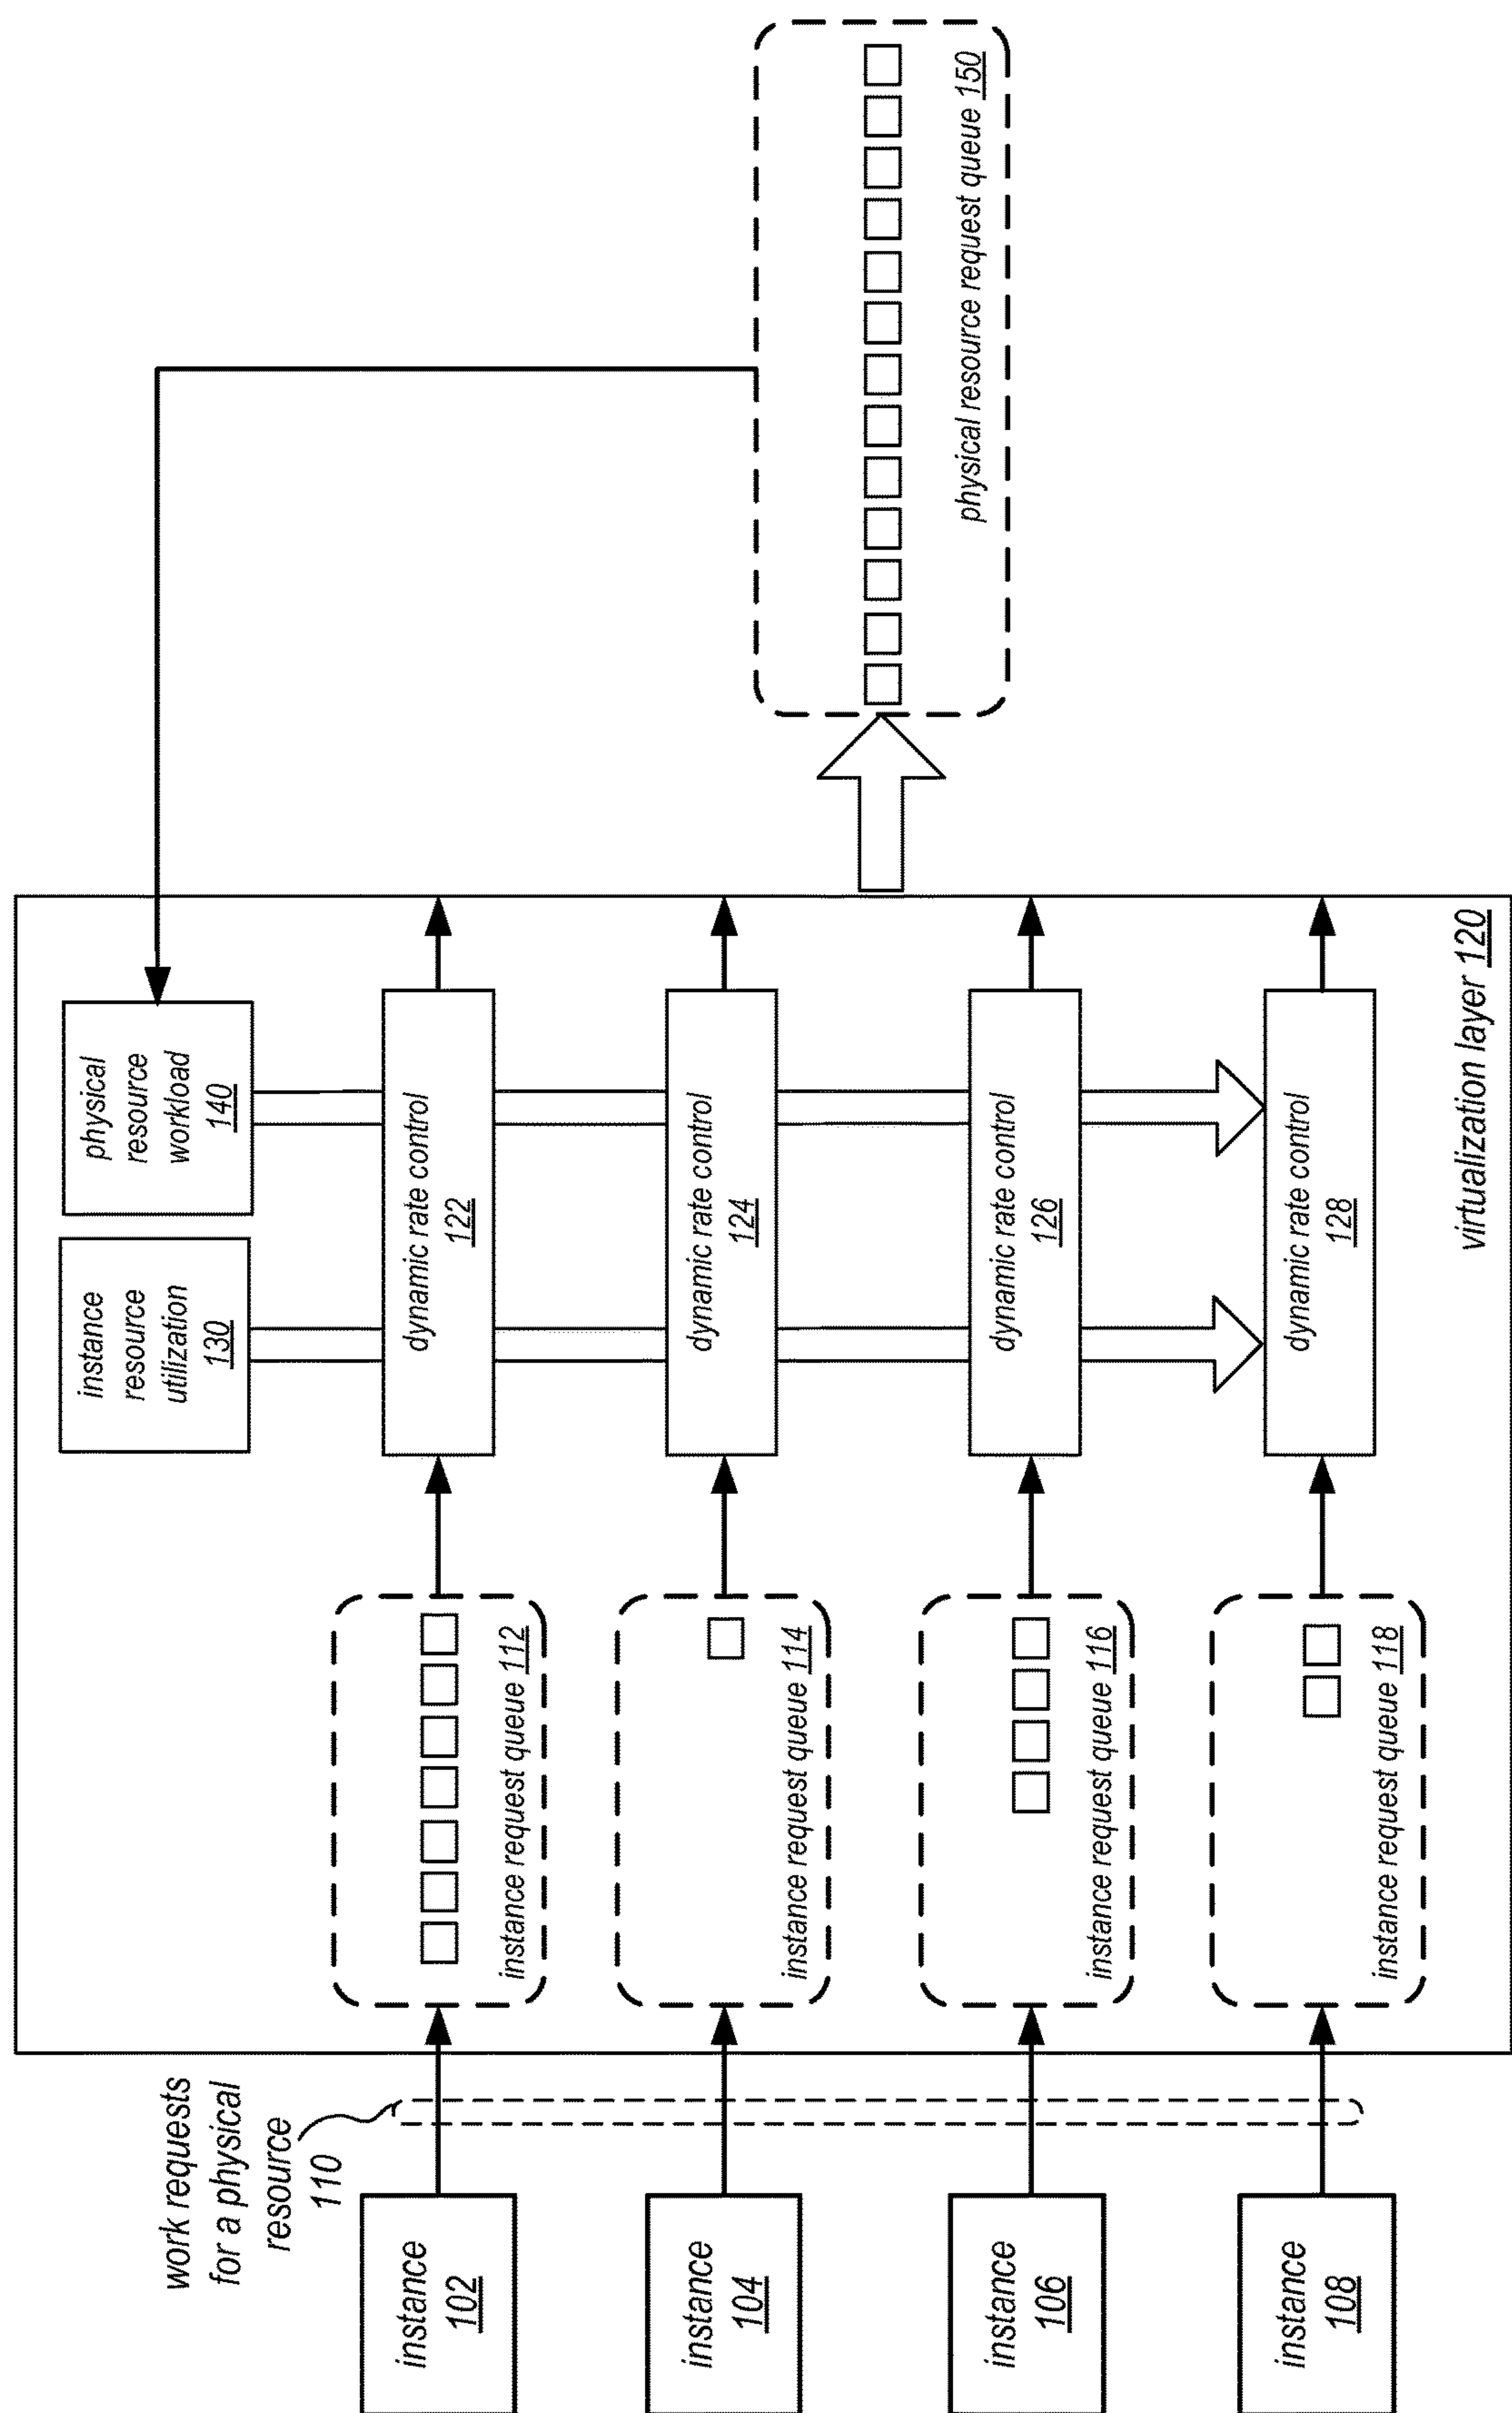 work requests
for a physical
resource
110
instance
102
instance
104
instance
106
instance
108
instance request queue 112
instance request queue 114
instance request queue 116
instance request queue 118
instance
resource
utilization
130
physical
resource
workload
140
dynamic rate control
122
dynamic rate control
124
dynamic rate control
126
dynamic rate control
128
virtualization layer 120
physical resource request queue 150